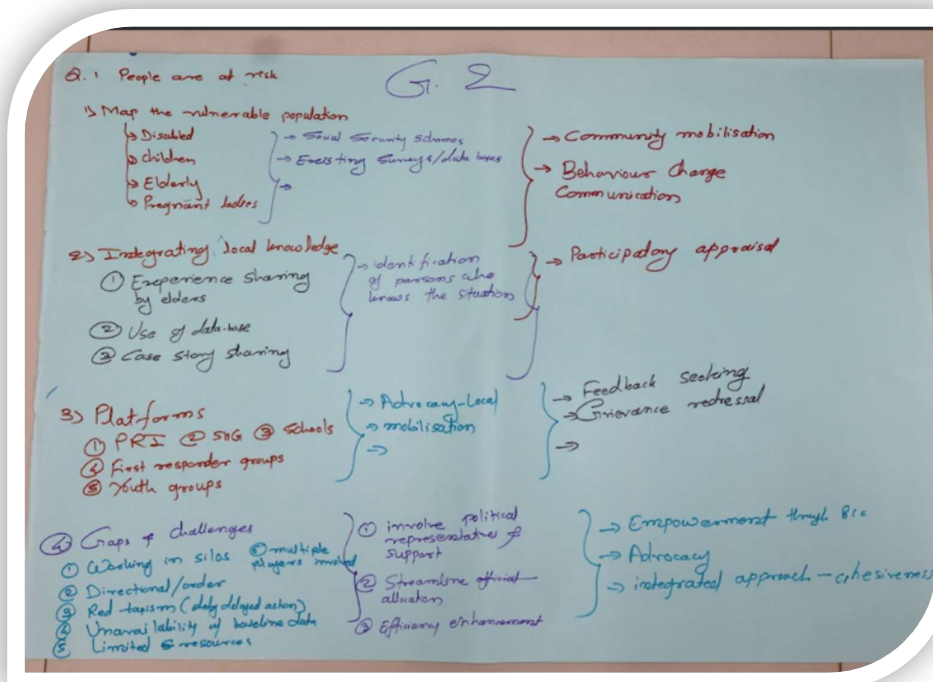 G. 2
Q. 1 People are at risk
1) Map the vulnerable population
→ Disabled
→ children
→ Elderly
→ Pregnant ladies
→ Social Security schemes
→ Exessting Surveys/data bases
→
→ Community mobilisation
→ Behaviour Change
Communication
2) Integrating local knowledge
① Experience sharing
by elders
② Use of data-base
③ Case story sharing
→ identification
of persons who
knows the situation
→ Participatory appraisal
3) Platforms
① PRI ② SHG ③ Schools
④ First responder groups
⑤ Youth groups
→ Advocacy-Local
→ mobilisation
→
→ Feedback seeking
→ Grievance redressal
→
④ Gaps & challenges
① Working in silos ⑥ multiple
players involved
② Directional/order
③ Red tapism (delayed action)
④ Unavailability of baseline data
⑤ Limited resources
① involve political
representatives &
support
② Streamline official
allocation
③ Efficiency enhancement
→ Empowerment through BCC
→ Advocacy
→ integrated approach - cohesiveness